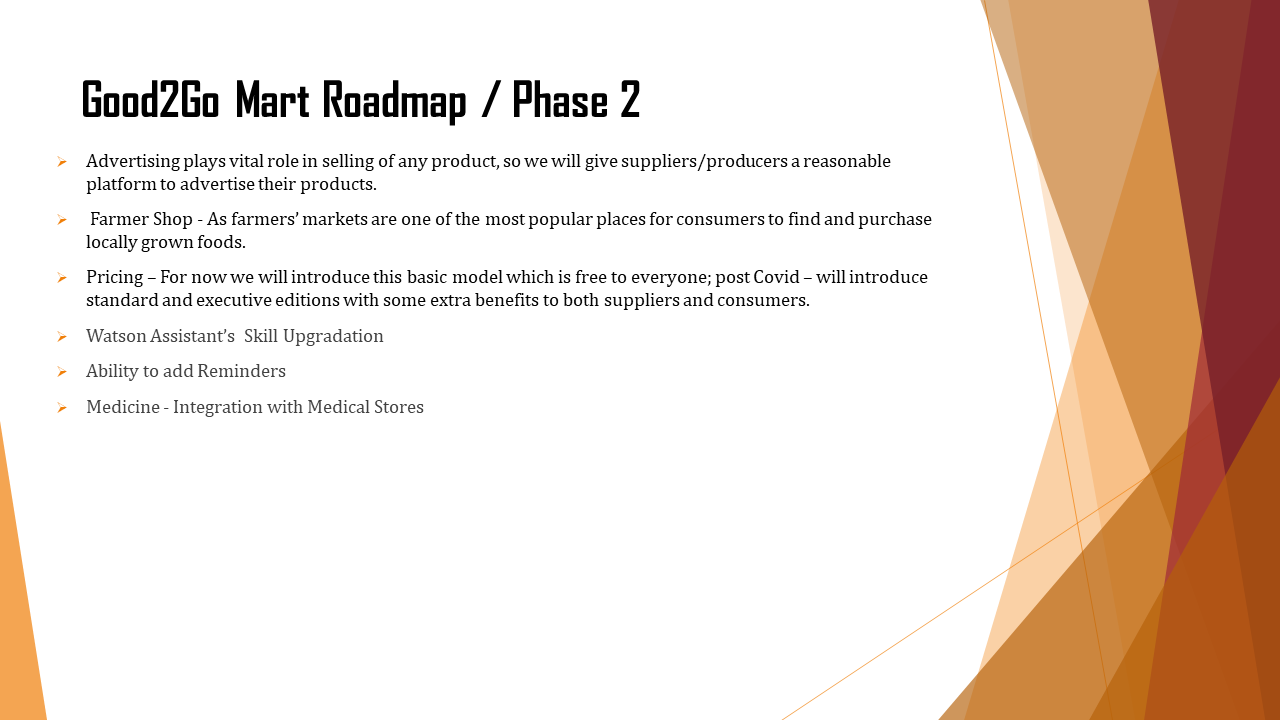 Good2Go Mart Roadmap / Phase 2
Advertising plays vital role in selling of any product, so we will give suppliers/producers a reasonable
platform to advertise their products.
Farmer Shop - As farmers’ markets are one of the most popular places for consumers to find and purchase
locally grown foods.
Pricing – For now we will introduce this basic model which is free to everyone; post Covid – will introduce
standard and executive editions with some extra benefits to both suppliers and consumers.
Watson Assistant’s  Skill Upgradation
Ability to add Reminders
Medicine - Integration with Medical Stores